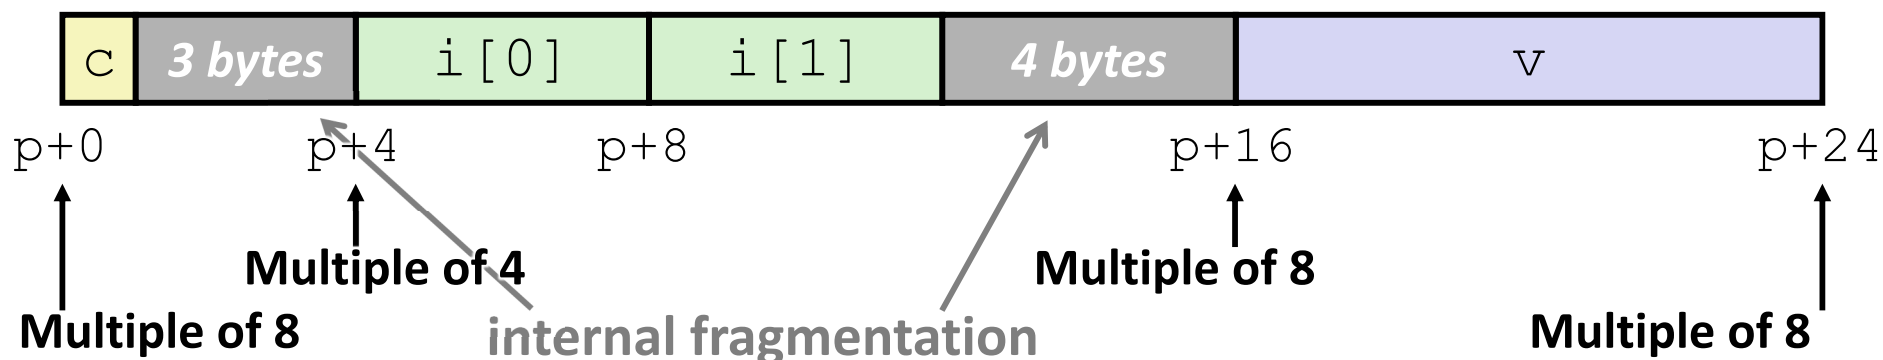 c 3 bytes i[0] i[1] 4 bytes v
p+0 p+4 p+8 p+16 p+24
Multiple of 4 Multiple of 8
Multiple of 8 internal fragmentation Multiple of 8